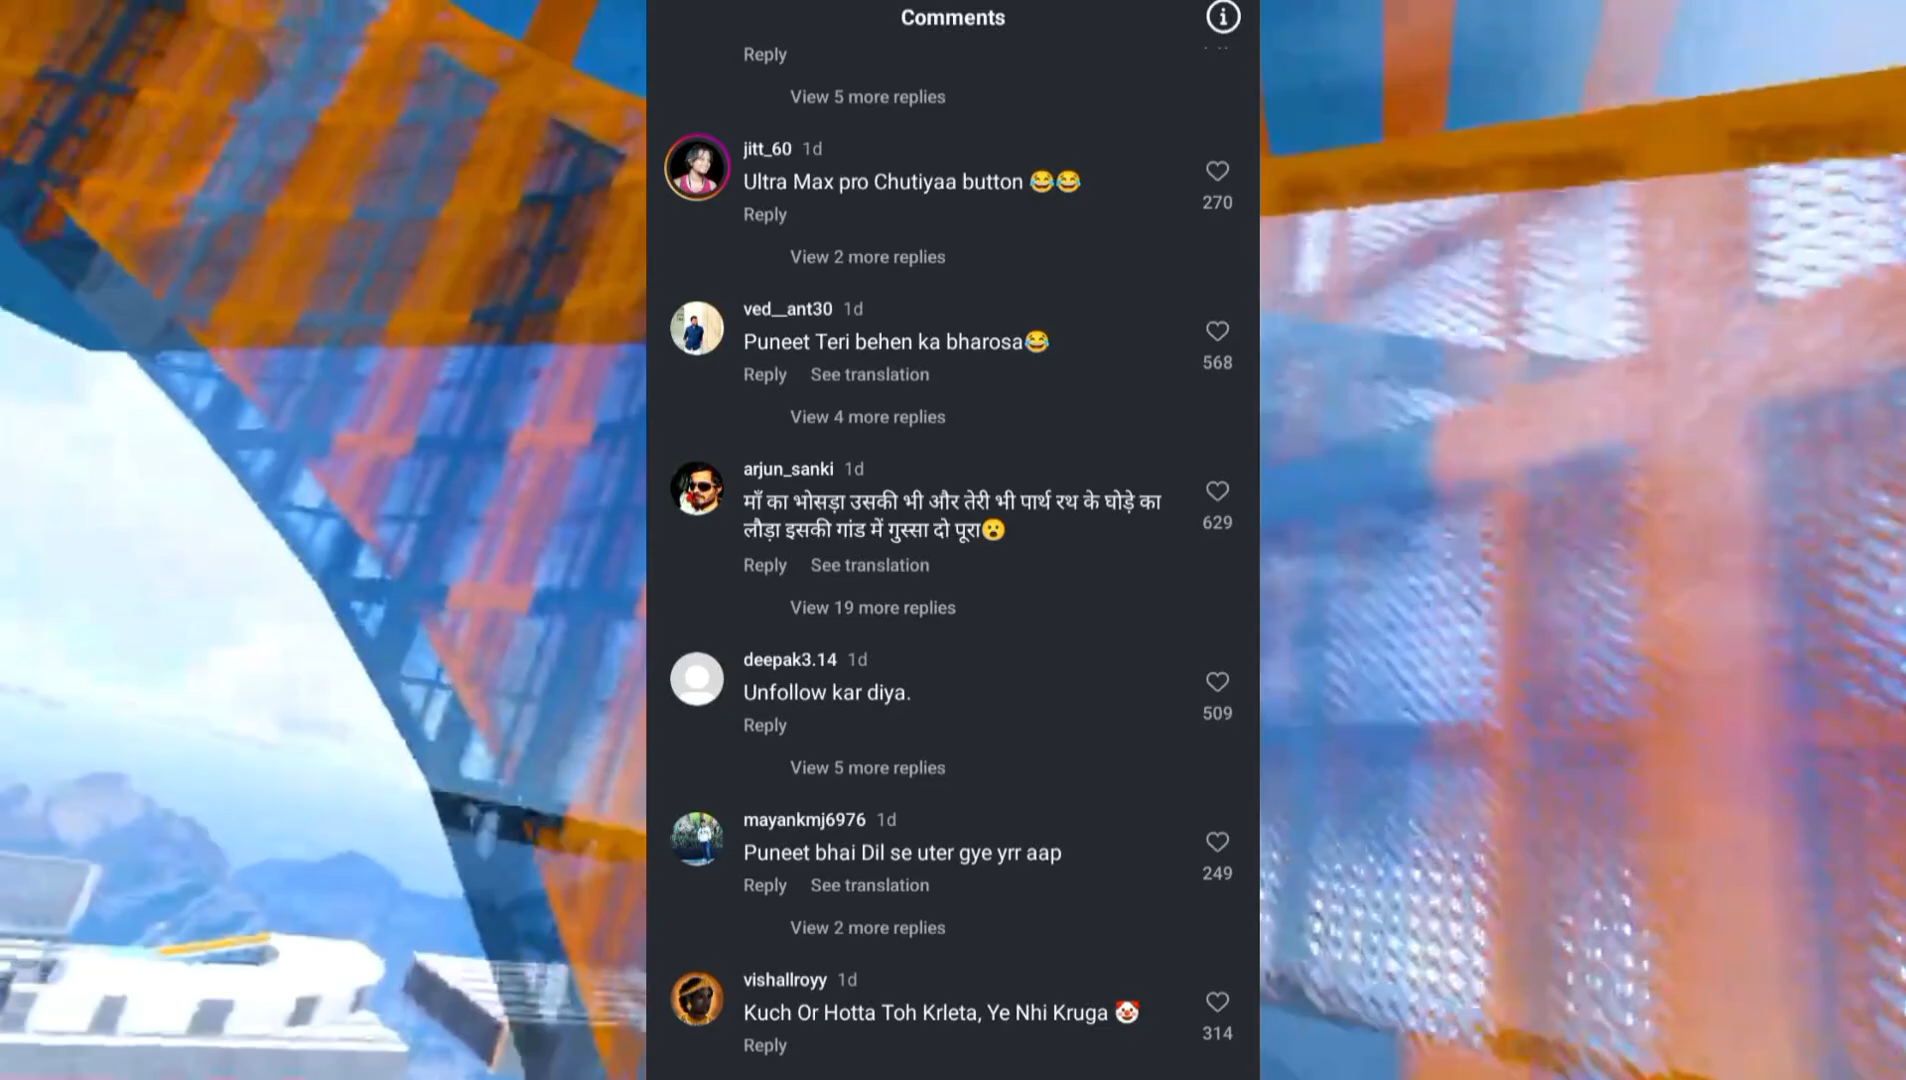 Comments
Reply
View 5 more replies
jitt_60 1d
Ultra Max pro Chutiyaa button 😂😂
270
Reply
View 2 more replies
ved__ant30 1d
Puneet Teri behen ka bharosa😂
568
Reply See translation
View 4 more replies
arjun_sanki 1d
माँ का भोसड़ा उसकी भी और तेरी भी पार्थ रथ के घोड़े का
लौड़ा इसकी गांड में गुस्सा दो पूरा😮
629
Reply See translation
View 19 more replies
deepak3.14 1d
Unfollow kar diya.
509
Reply
View 5 more replies
mayankmj6976 1d
Puneet bhai Dil se uter gye yrr aap
249
Reply See translation
View 2 more replies
vishallroyy 1d
Kuch Or Hotta Toh Krleta, Ye Nhi Kruga 🤡
314
Reply